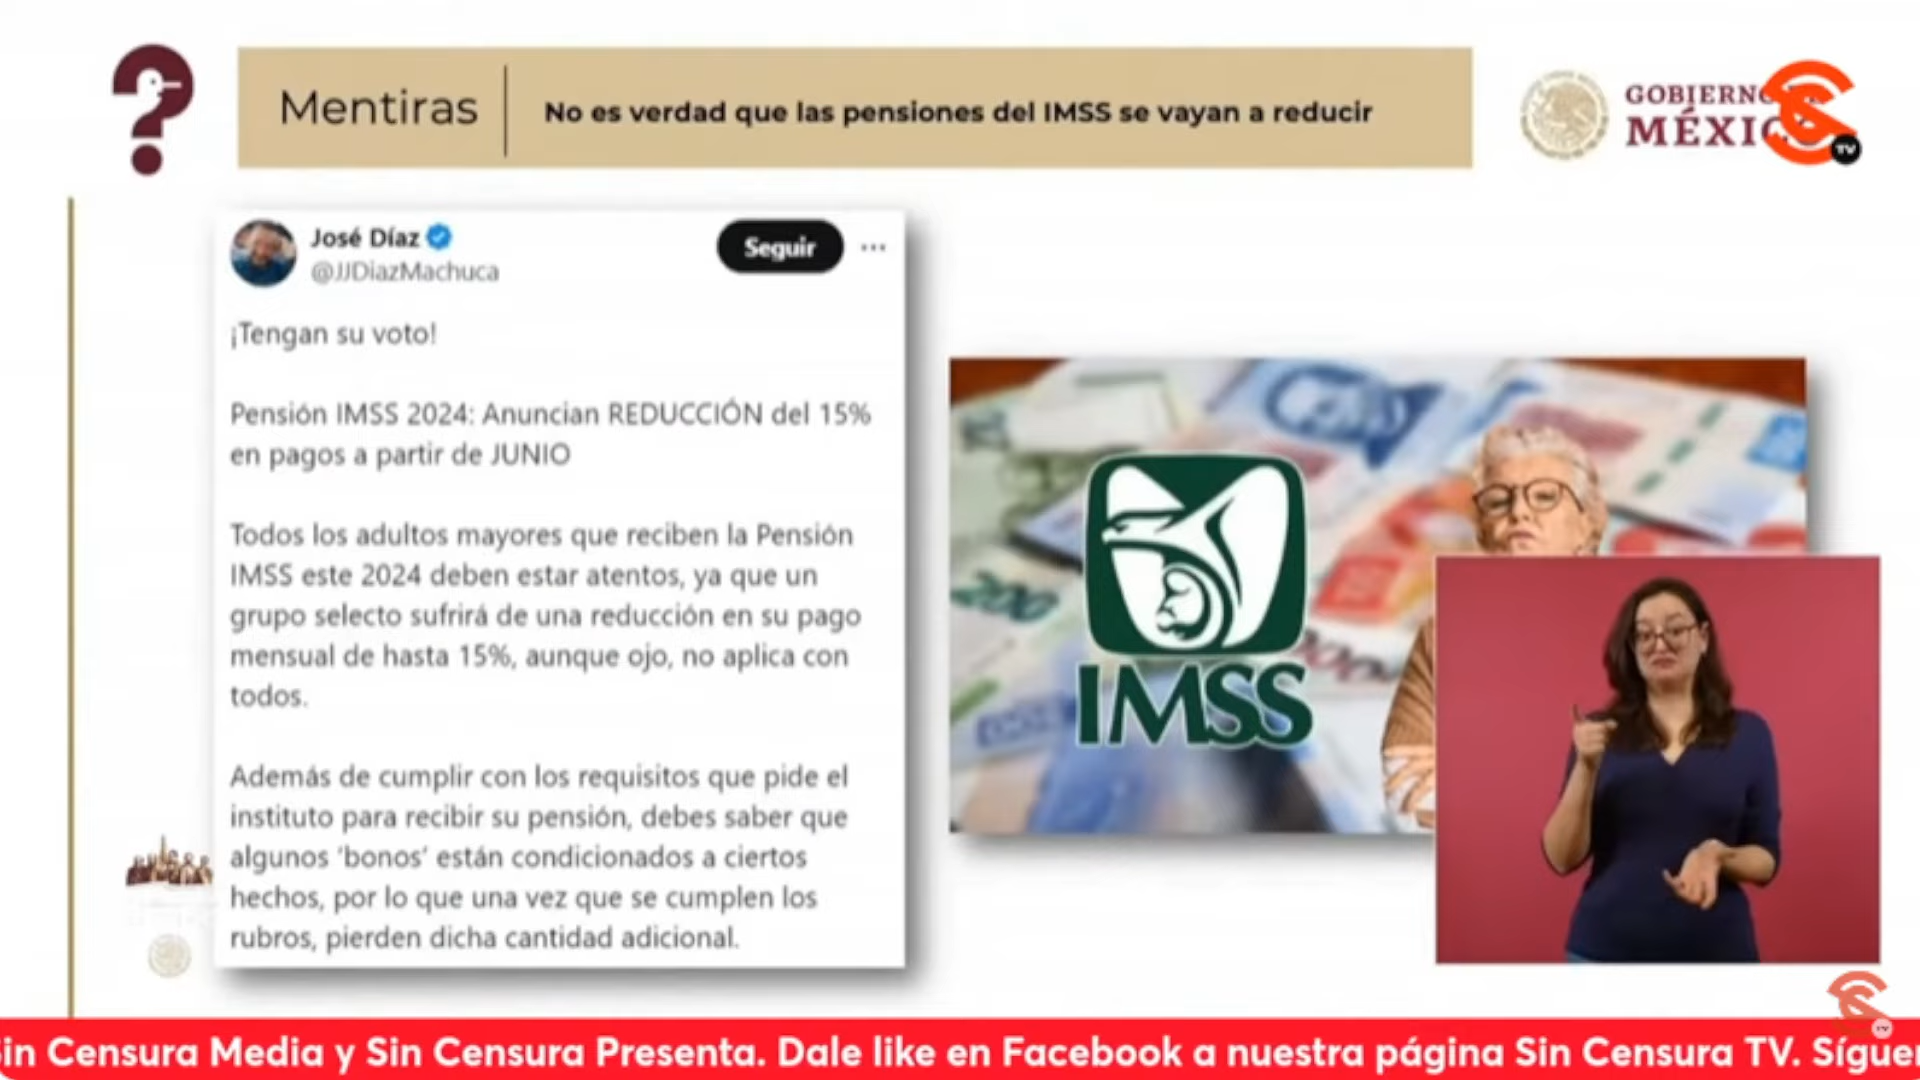 Mentiras
No es verdad que las pensiones del IMSS se vayan a reducir
GOBIERNO
MÉXICO
TV
José Díaz
@JJDiazMachuca
Seguir
¡Tengan su voto!
Pensión IMSS 2024: Anuncian REDUCCIÓN del 15%
en pagos a partir de JUNIO
Todos los adultos mayores que reciben la Pensión
IMSS este 2024 deben estar atentos, ya que un
grupo selecto sufrirá de una reducción en su pago
mensual de hasta 15%, aunque ojo, no aplica con
todos.
Además de cumplir con los requisitos que pide el
instituto para recibir su pensión, debes saber que
algunos ‘bonos’ están condicionados a ciertos
hechos, por lo que una vez que se cumplen los
rubros, pierden dicha cantidad adicional.
200
IMSS
TV
Sin Censura Media y Sin Censura Presenta. Dale like en Facebook a nuestra página Sin Censura TV. Síguen